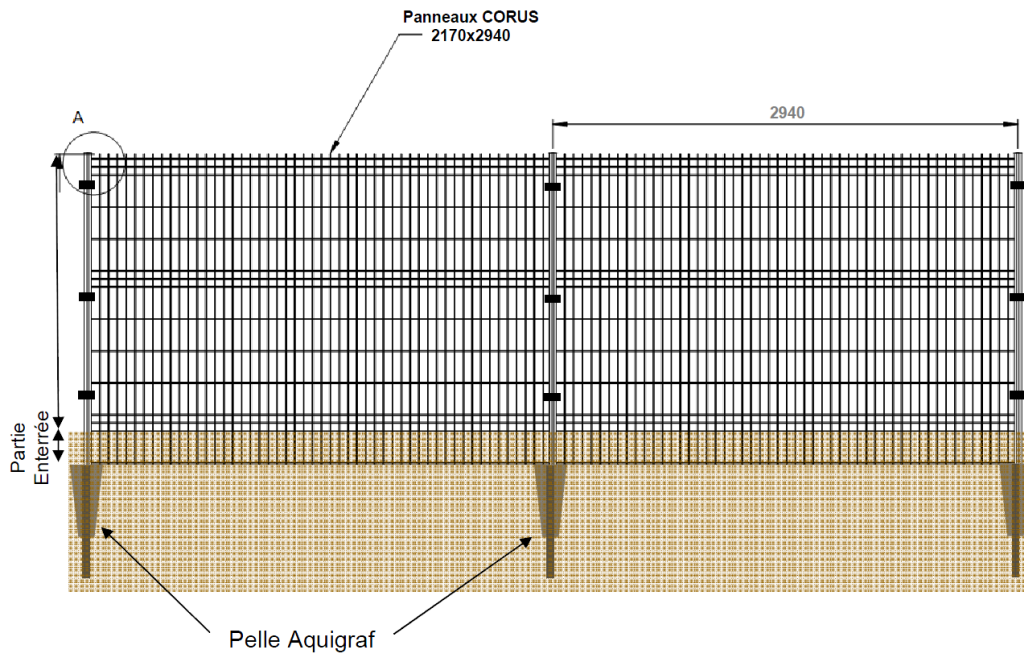 Panneaux CORUS
2170x2940
A
2940
Partie
Enterrée
Pelle Aquigraf